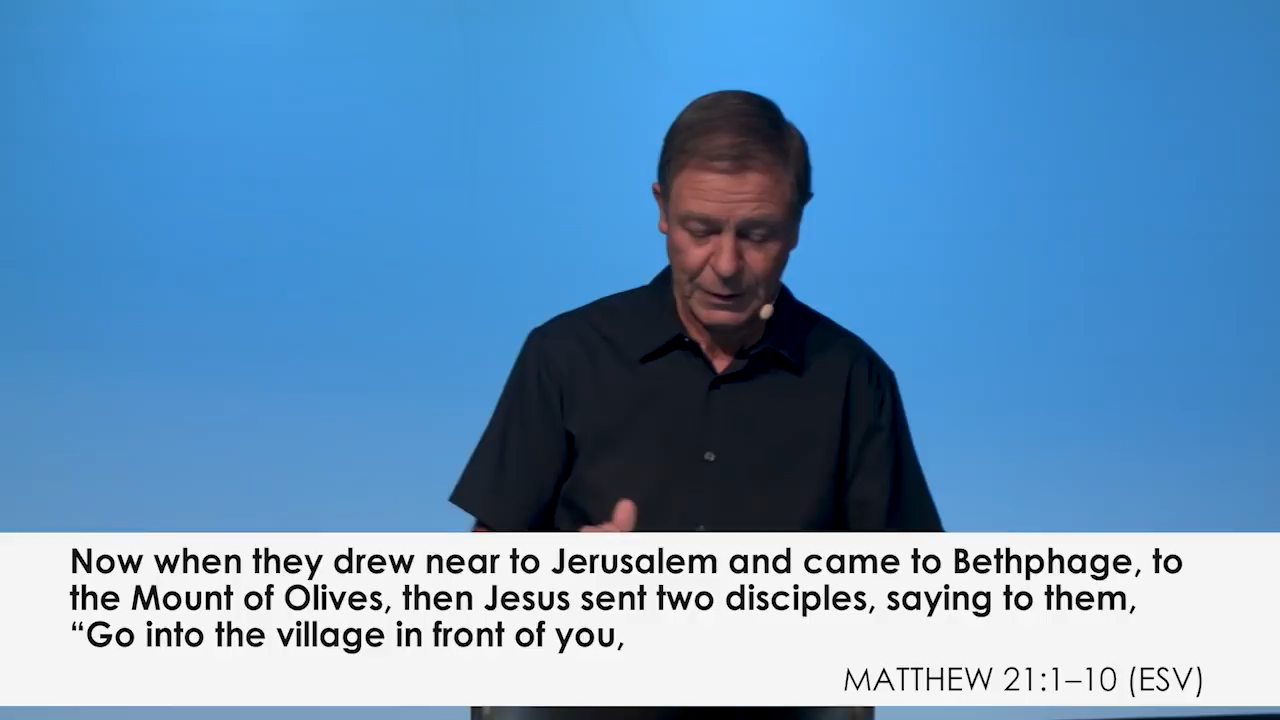 Now when they drew near to Jerusalem and came to Bethphage, to
the Mount of Olives, then Jesus sent two disciples, saying to them,
“Go into the village in front of you,
MATTHEW 21:1–10 (ESV)